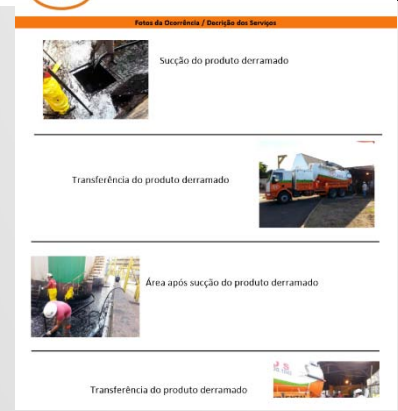 Fotos da Ocorrência / Decrição dos Serviços
Sucção do produto derramado
Transferência do produto derramado
Área após sucção do produto derramado
Transferência do produto derramado